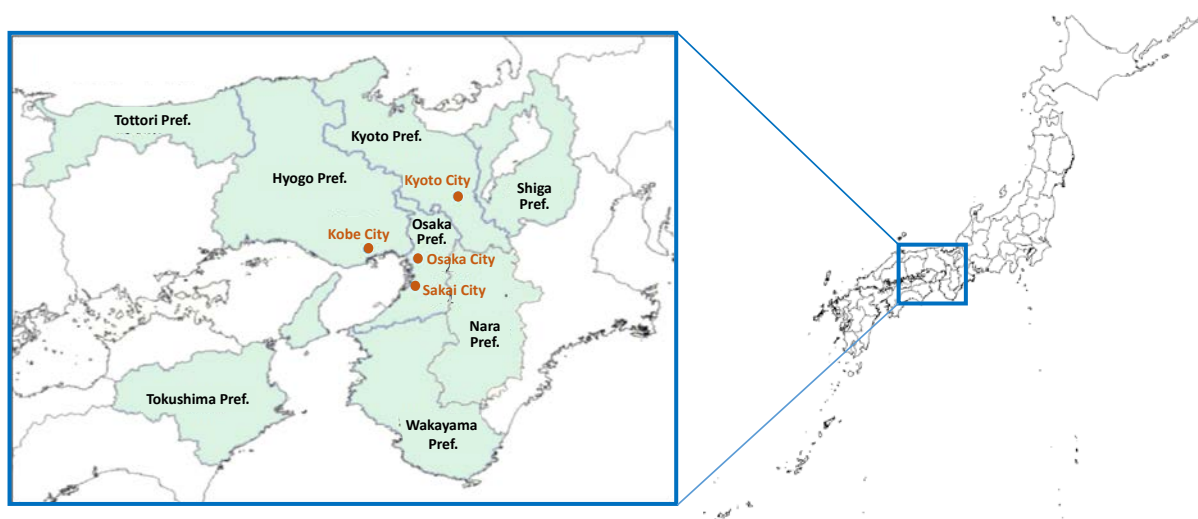 Tottori Pref.
Kyoto Pref.
Hyogo Pref.
Kyoto City
Shiga
Pref.
Osaka
Pref.
Kobe City
Osaka City
Sakai City
Nara
Pref.
Tokushima Pref.
Wakayama
Pref.